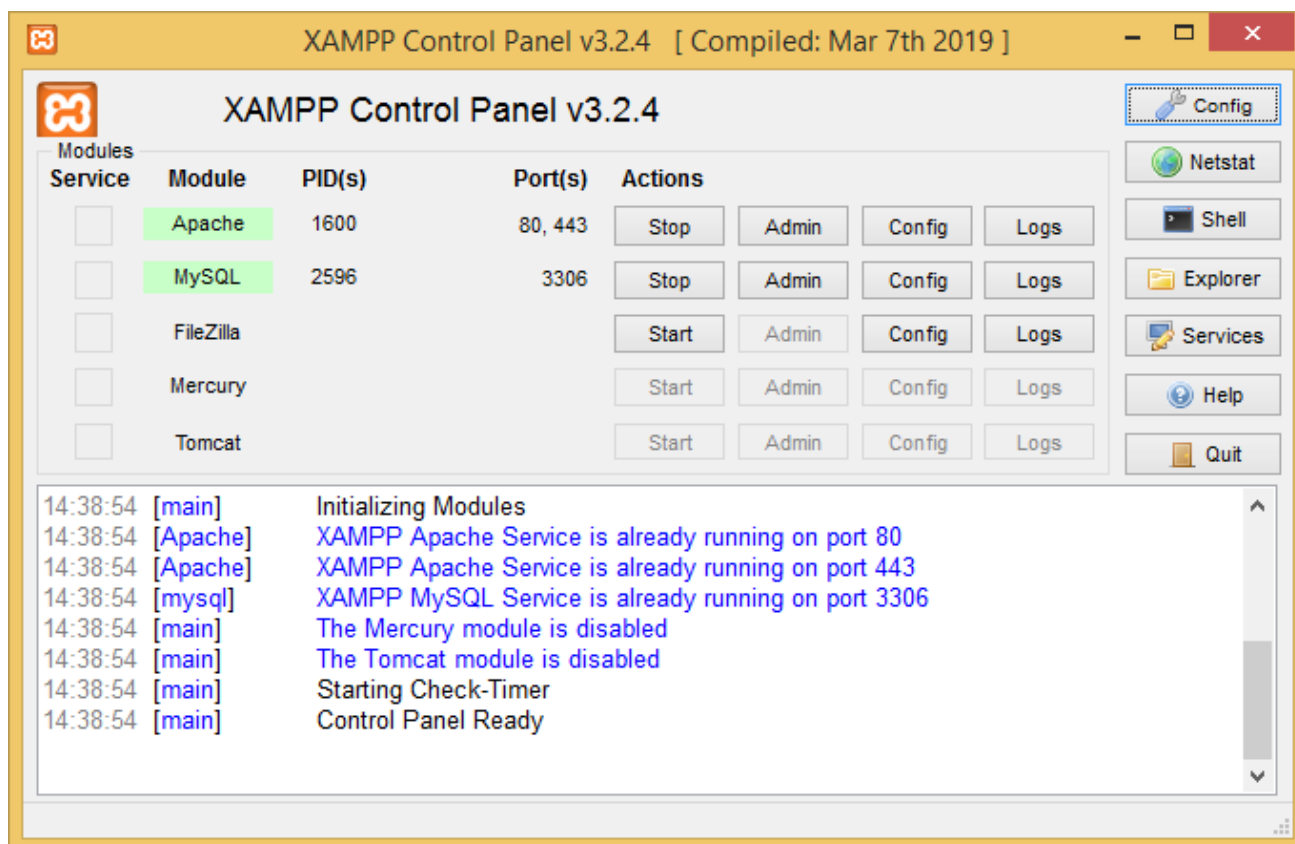 XAMPP Control Panel v3.2.4 [ Compiled: Mar 7th 2019 ]
XAMPP Control Panel v3.2.4
Config
Modules
Service Module PID(s) Port(s) Actions
Netstat
Apache 1600 80, 443 Stop Admin Config Logs
Shell
MySQL 2596 3306 Stop Admin Config Logs
Explorer
FileZilla Start Admin Config Logs
Services
Mercury Start Admin Config Logs
Help
Tomcat Start Admin Config Logs
Quit
14:38:54 [main] Initializing Modules
14:38:54 [Apache] XAMPP Apache Service is already running on port 80
14:38:54 [Apache] XAMPP Apache Service is already running on port 443
14:38:54 [mysql] XAMPP MySQL Service is already running on port 3306
14:38:54 [main] The Mercury module is disabled
14:38:54 [main] The Tomcat module is disabled
14:38:54 [main] Starting Check-Timer
14:38:54 [main] Control Panel Ready